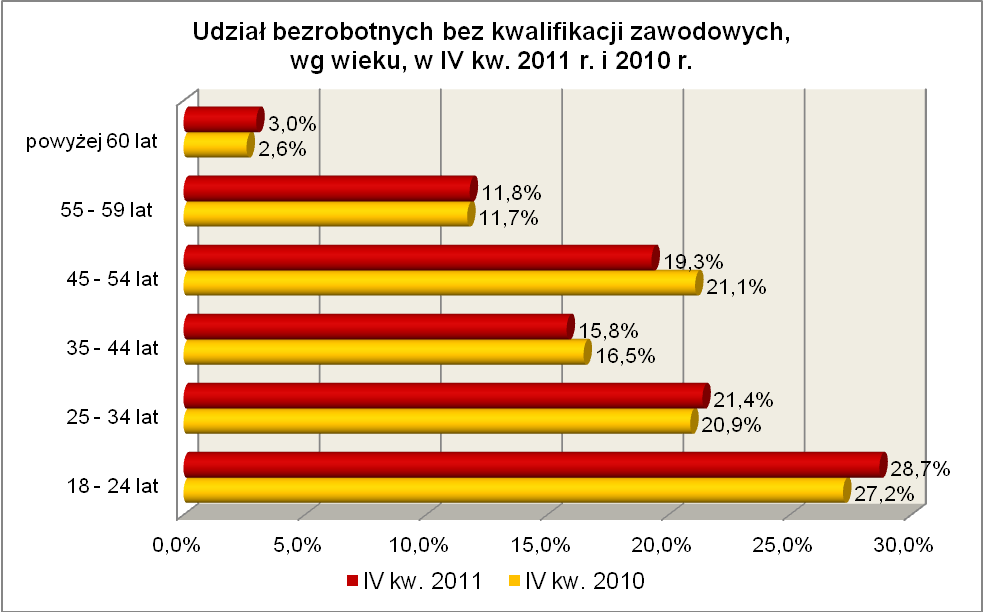 Udział bezrobotnych bez kwalifikacji zawodowych,
wg wieku, w IV kw. 2011 r. i 2010 r.
powyżej 60 lat
3,0%
2,6%
55 - 59 lat
11,8%
11,7%
45 - 54 lat
19,3%
21,1%
35 - 44 lat
15,8%
16,5%
25 - 34 lat
21,4%
20,9%
18 - 24 lat
28,7%
27,2%
0,0% 5,0% 10,0% 15,0% 20,0% 25,0% 30,0%
IV kw. 2011 IV kw. 2010